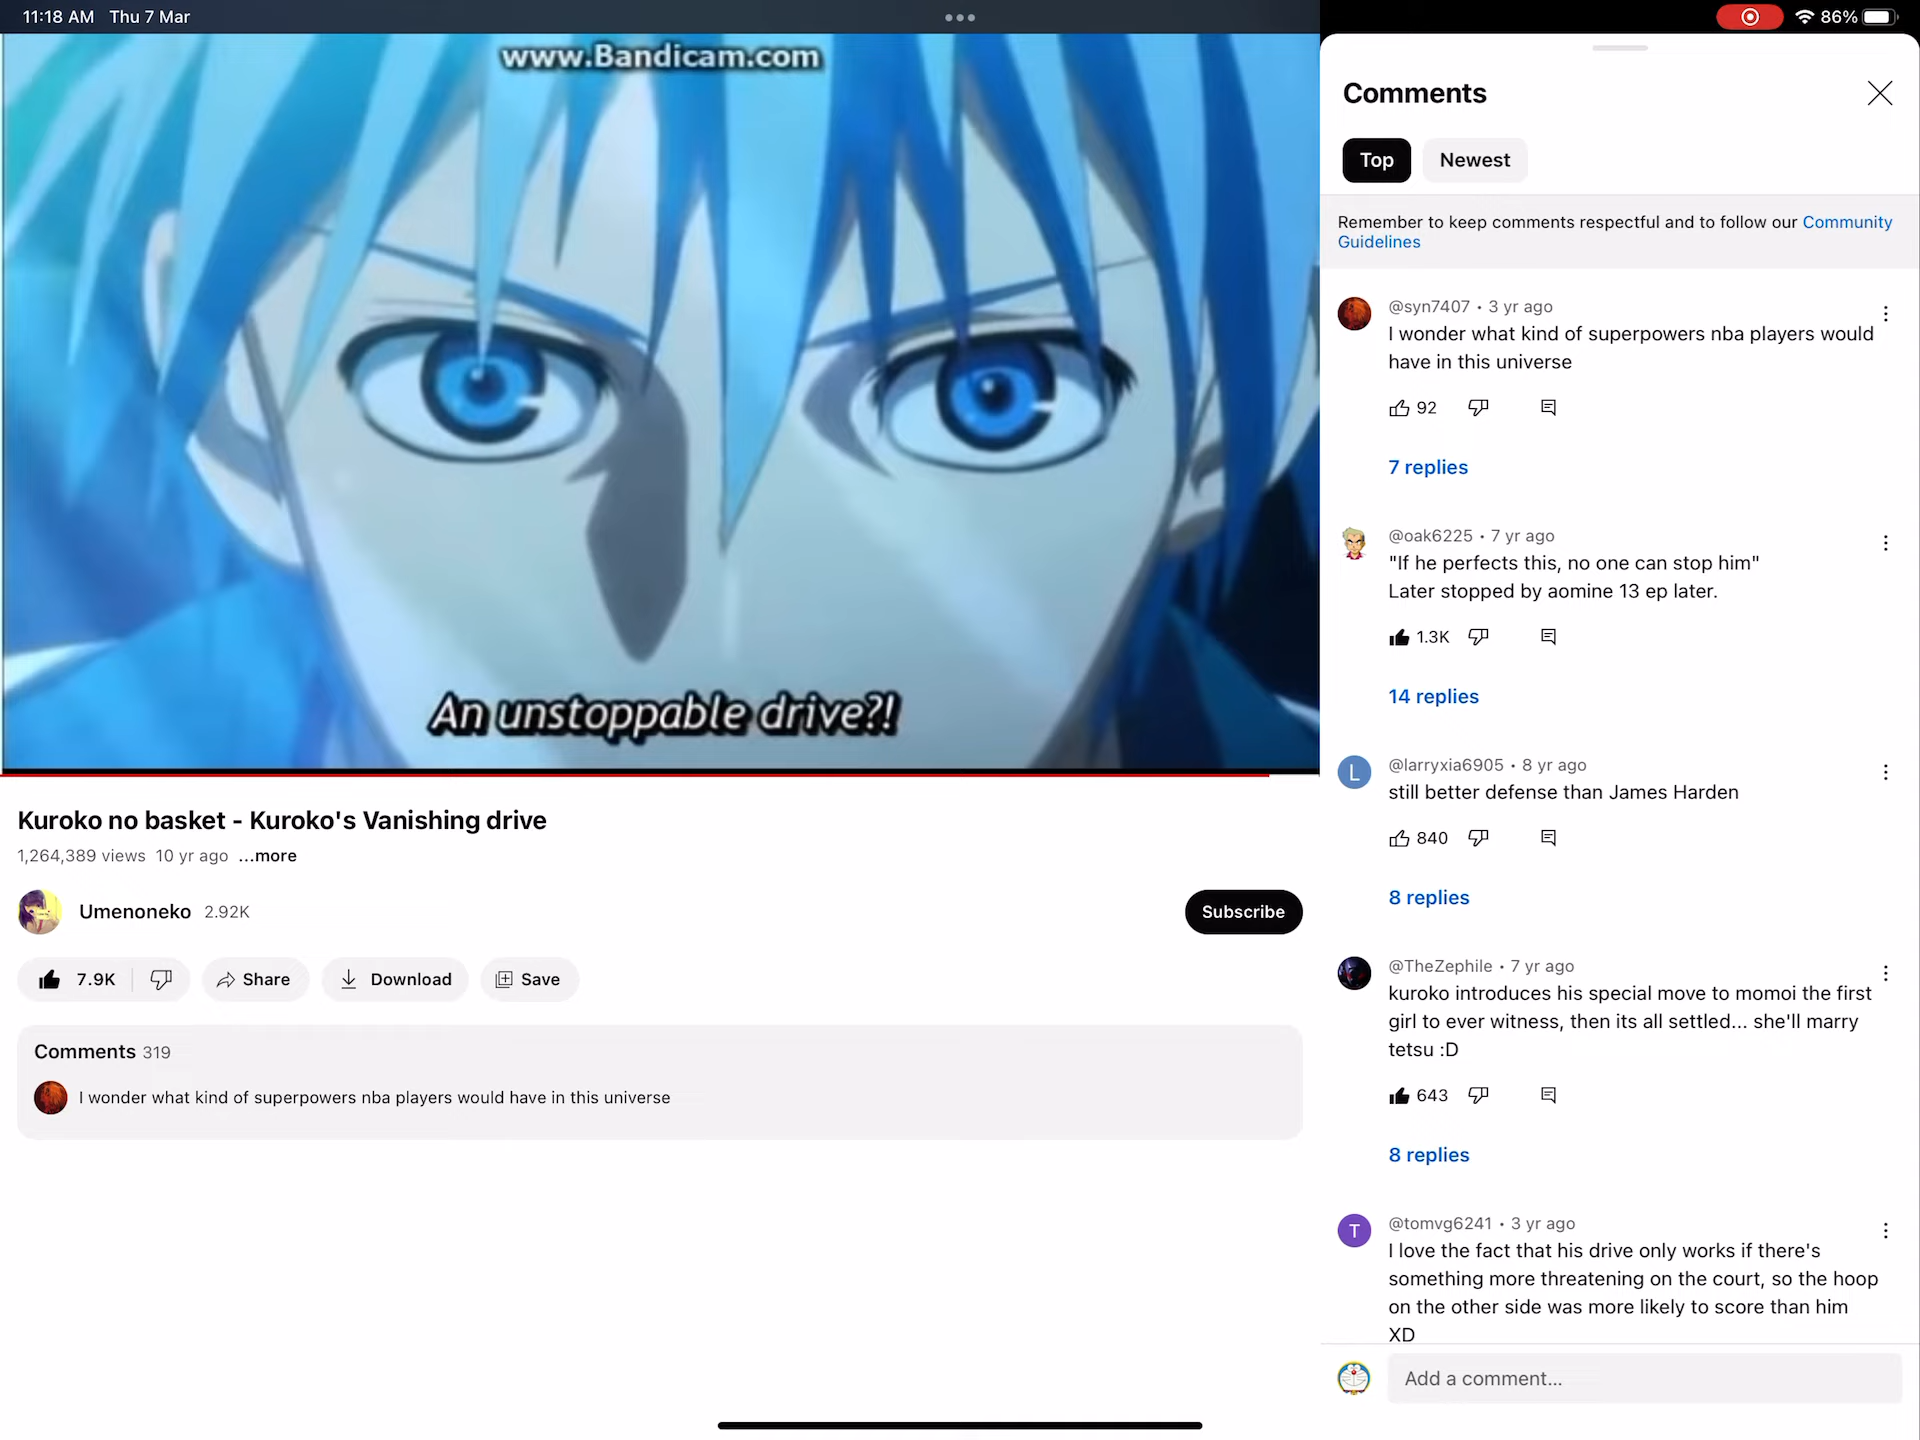 11:18 AM Thu 7 Mar
86%
www.Bandicam.com
An unstoppable drive?!
Kuroko no basket - Kuroko's Vanishing drive
1,264,389 views 10 yr ago ...more
Umenoneko 2.92K
Subscribe
7.9K
Share
Download
Save
Comments 319
I wonder what kind of superpowers nba players would have in this universe
Comments
Top
Newest
Remember to keep comments respectful and to follow our Community
Guidelines
@syn7407 • 3 yr ago
I wonder what kind of superpowers nba players would
have in this universe
92
7 replies
@oak6225 • 7 yr ago
"If he perfects this, no one can stop him"
Later stopped by aomine 13 ep later.
1.3K
14 replies
L
@larryxia6905 • 8 yr ago
still better defense than James Harden
840
8 replies
@TheZephile • 7 yr ago
kuroko introduces his special move to momoi the first
girl to ever witness, then its all settled... she'll marry
tetsu :D
643
8 replies
T
@tomvg6241 • 3 yr ago
I love the fact that his drive only works if there's
something more threatening on the court, so the hoop
on the other side was more likely to score than him
XD
Add a comment...